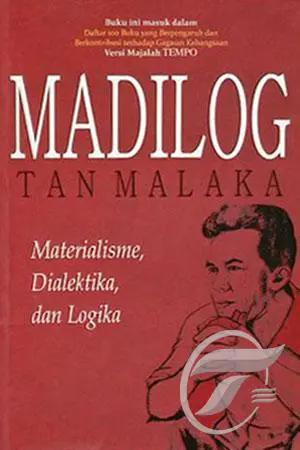 Buku ini masuk dalam
Daftar 100 Buku yang Berpengaruh dan
Berkontribusi terhadap Gagasan Kebangsaan
Versi Majalah TEMPO
MADILOG
TAN MALAKA
Materialisme,
Dialektika,
dan Logika